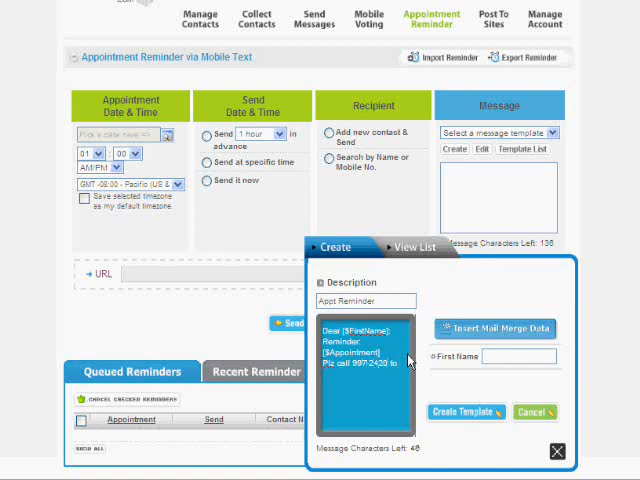 .com
Manage Contacts
Collect Contacts
Send Messages
Mobile Voting
Appointment Reminder
Post To Sites
Manage Account
Appointment Reminder via Mobile Text
Import Reminder
Export Reminder
Appointment
Date & Time
Send
Date & Time
Recipient
Message
Pick a date here =>
01 : 00
AM/PM
GMT -08:00 - Pacific (US &
Save selected timezone
as my default timezone.
Send 1 hour in
advance
Send at specific time
Send it now
Add new contact &
Send
Search by Name or
Mobile No.
Select a message template
Create Edit Template List
Message Characters Left: 136
URL
Send
Create
View List
Description
Appt Reminder
Dear [$FirstName]:
Reminder:
[$Appointment]
Plz call 997-2420 to
Insert Mail Merge Data
First Name
Create Template
Cancel
Message Characters Left: 46
Queued Reminders
Recent Reminder
CANCEL CHECKED REMINDERS
Appointment
Send
Contact N
SHOW ALL